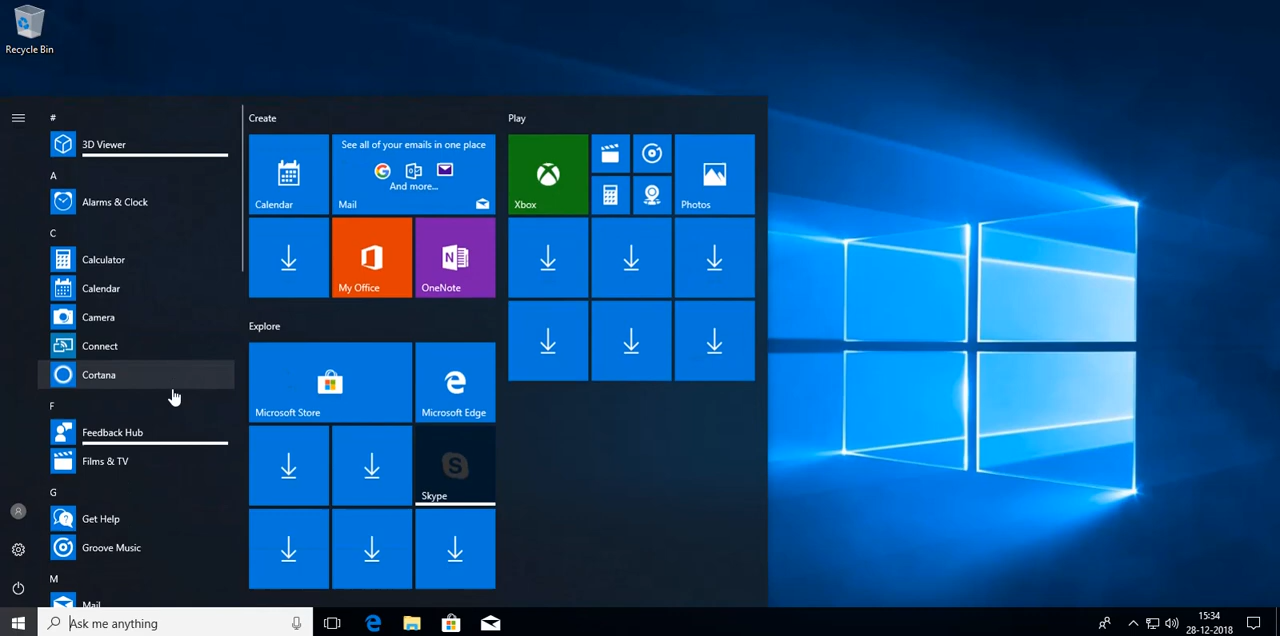 Recycle Bin
#
3D Viewer
A
Alarms & Clock
C
Calculator
Calendar
Camera
Connect
Cortana
F
Feedback Hub
Films & TV
G
Get Help
Groove Music
M
Mail
Create
Calendar
See all of your emails in one place
And more...
Mail
My Office
OneNote
Explore
Microsoft Store
Microsoft Edge
Skype
Play
Xbox
Photos
Ask me anything
15:34
28-12-2018